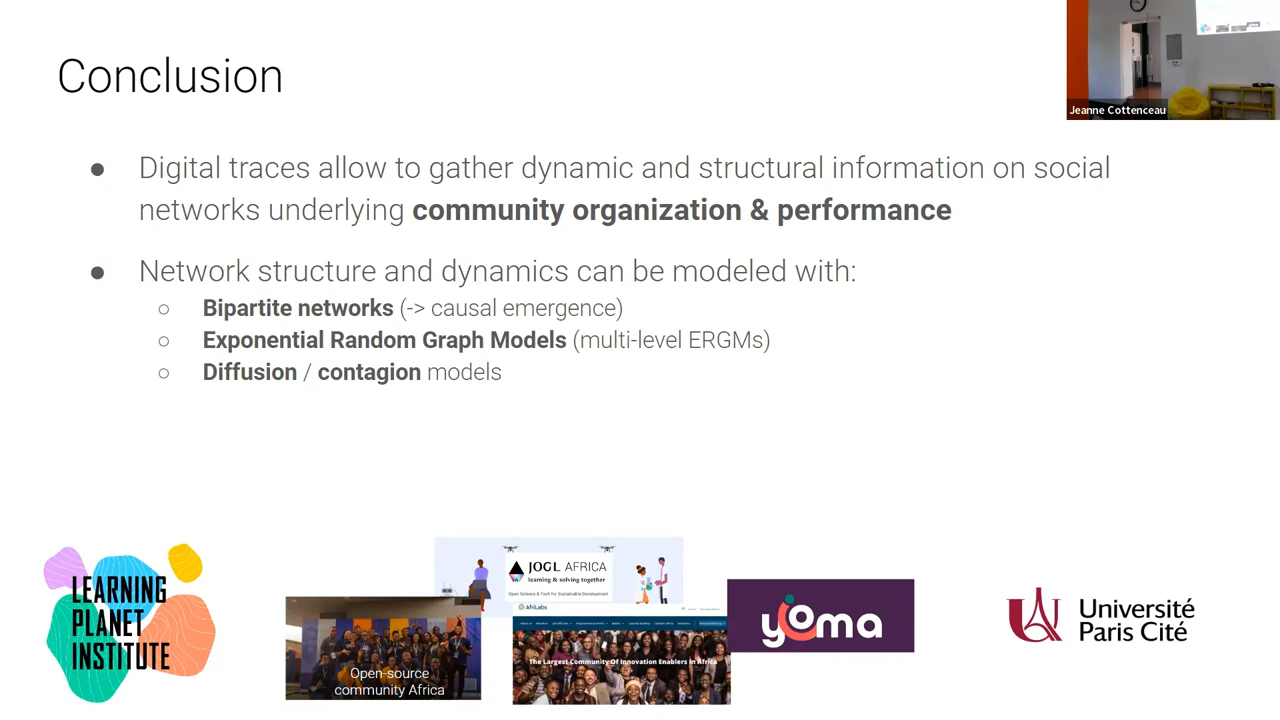 Conclusion
Jeanne Cottenceau
● Digital traces allow to gather dynamic and structural information on social
networks underlying community organization & performance
● Network structure and dynamics can be modeled with:
○ Bipartite networks (-> causal emergence)
○ Exponential Random Graph Models (multi-level ERGMs)
○ Diffusion / contagion models
LEARNING
PLANET
INSTITUTE
JOGL AFRICA
learning & solving together
Open Science & Tech for Sustainable Development
Open-source
community Africa
AfriLabs
The Largest Community Of Innovation Enablers In Africa
yoma
Université
Paris Cité